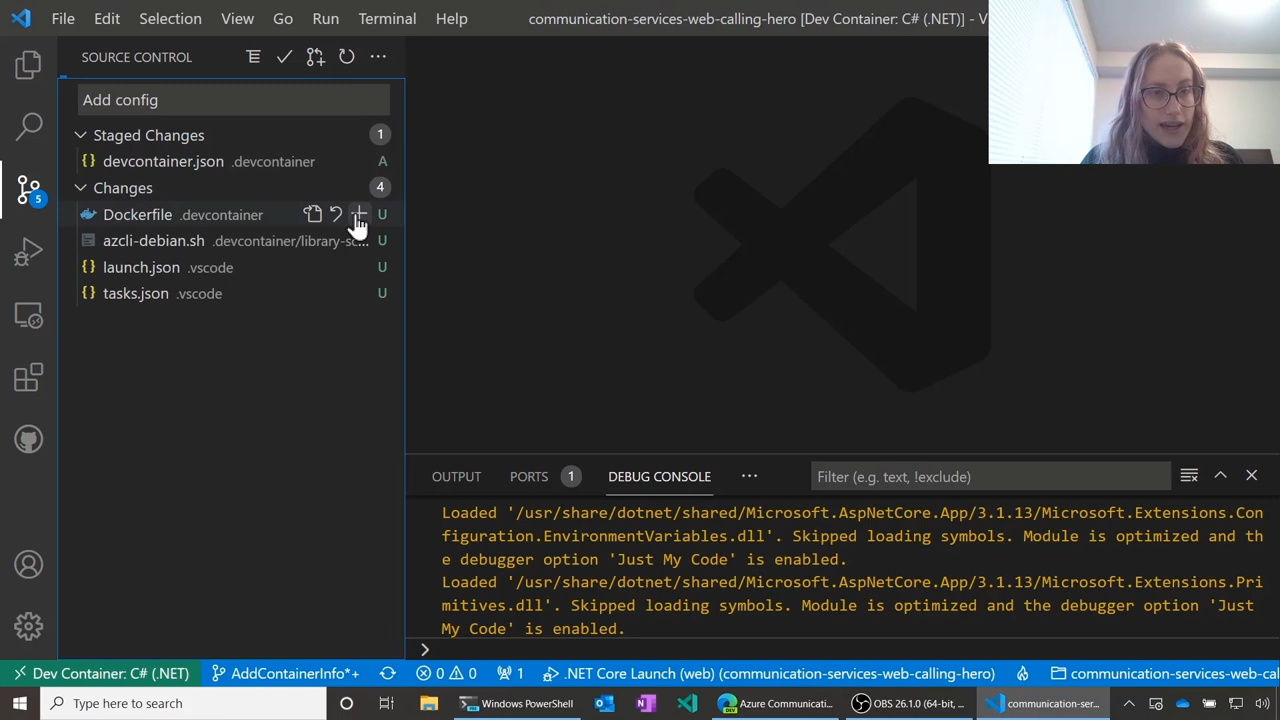 File Edit Selection View Go Run Terminal Help communication-services-web-calling-hero [Dev Container: C# (.NET)] - V
SOURCE CONTROL
Add config
Staged Changes 1
devcontainer.json .devcontainer A
Changes 4
5
Dockerfile .devcontainer U
azcli-debian.sh .devcontainer/library-sc... U
launch.json .vscode U
tasks.json .vscode U
OUTPUT PORTS 1 DEBUG CONSOLE ... Filter (e.g. text, !exclude)
Loaded '/usr/share/dotnet/shared/Microsoft.AspNetCore.App/3.1.13/Microsoft.Extensions.Con
figuration.EnvironmentVariables.dll'. Skipped loading symbols. Module is optimized and th
e debugger option 'Just My Code' is enabled.
Loaded '/usr/share/dotnet/shared/Microsoft.AspNetCore.App/3.1.13/Microsoft.Extensions.Pri
mitives.dll'. Skipped loading symbols. Module is optimized and the debugger option 'Just
My Code' is enabled.
Dev Container: C# (.NET) AddContainerInfo*+ 0 0 1 .NET Core Launch (web) (communication-services-web-calling-hero) communication-services-web-cal
Type here to search Windows PowerShell Azure Communicati... OBS 26.1.0 (64-bit, ... communication-ser...